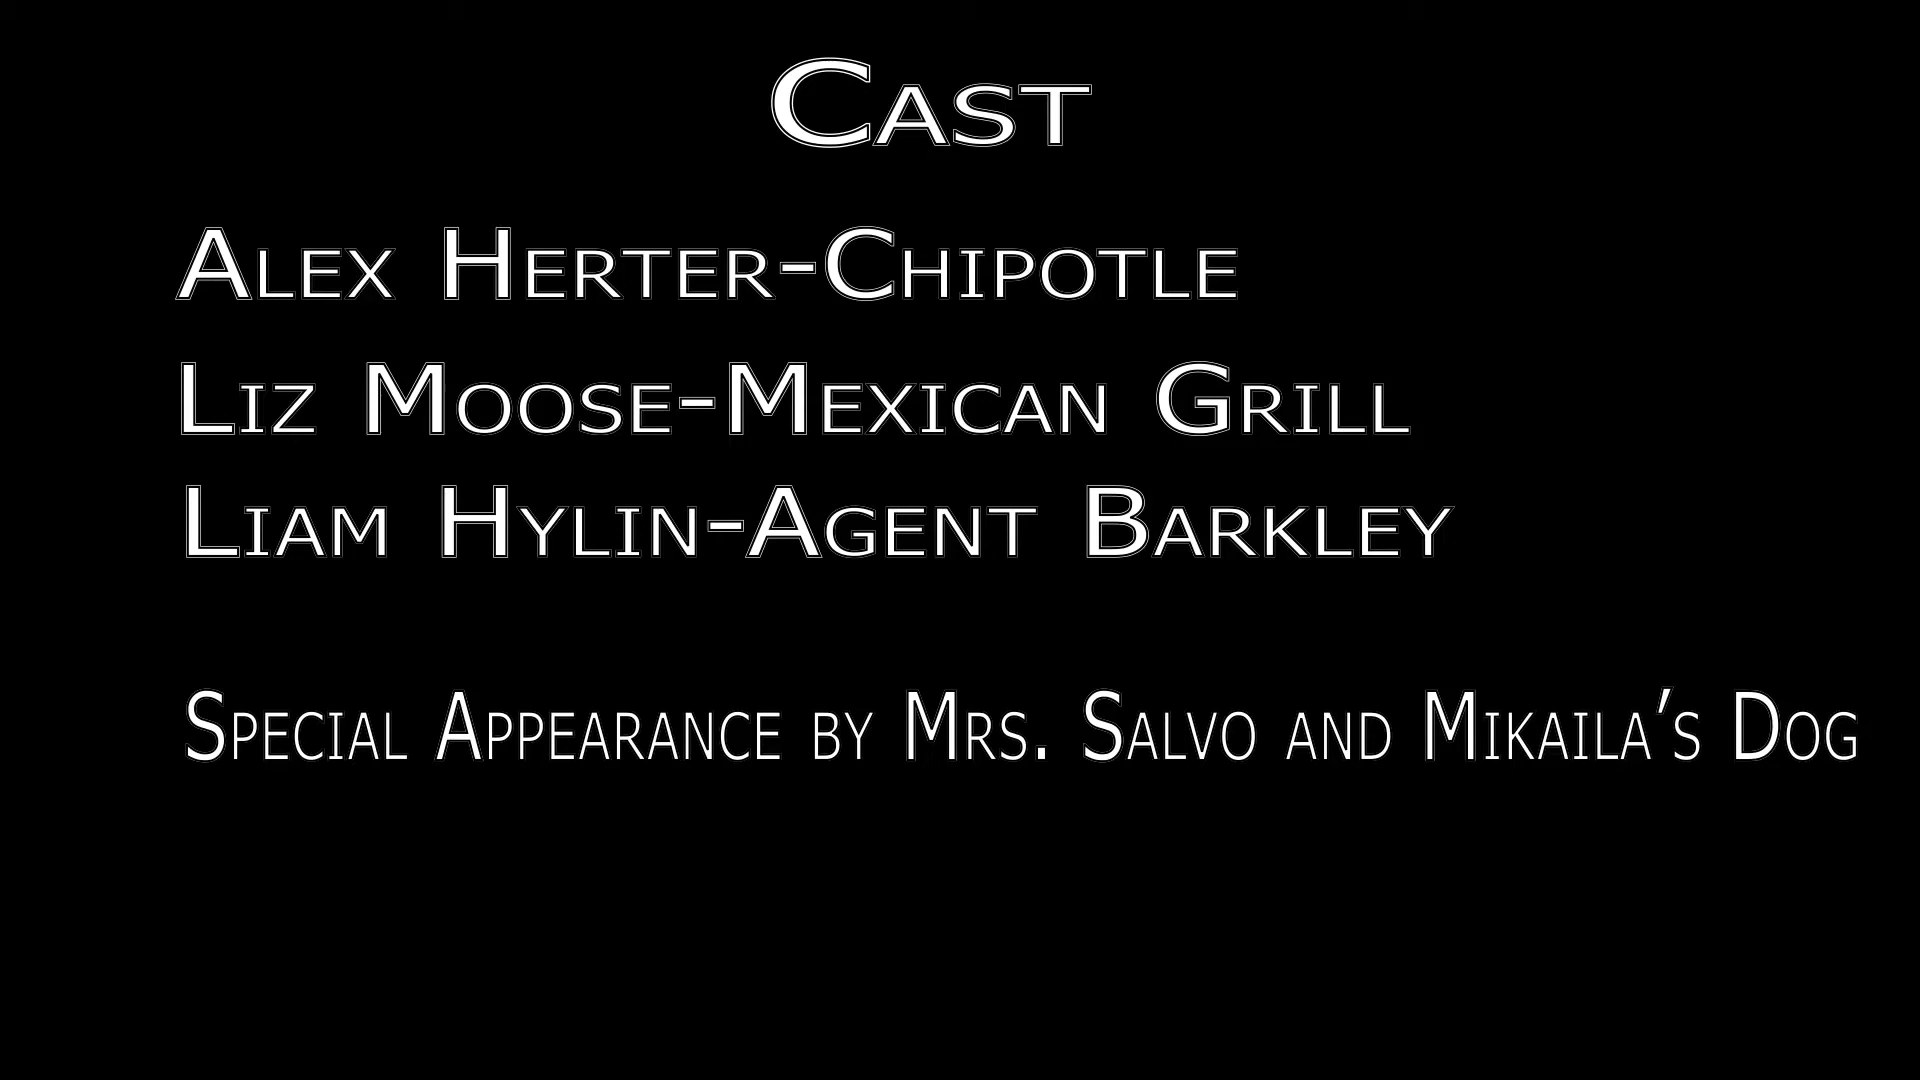 Cast
Alex Herter-Chipotle
Liz Moose-Mexican Grill
Liam Hylin-Agent Barkley
Special Appearance by Mrs. Salvo and Mikaila's Dog